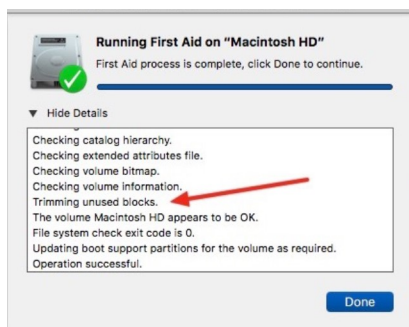 Running First Aid on “Macintosh HD”
First Aid process is complete, click Done to continue.
Hide Details
Checking catalog hierarchy.
Checking extended attributes file.
Checking volume bitmap.
Checking volume information.
Trimming unused blocks.
The volume Macintosh HD appears to be OK.
File system check exit code is 0.
Updating boot support partitions for the volume as required.
Operation successful.
Done